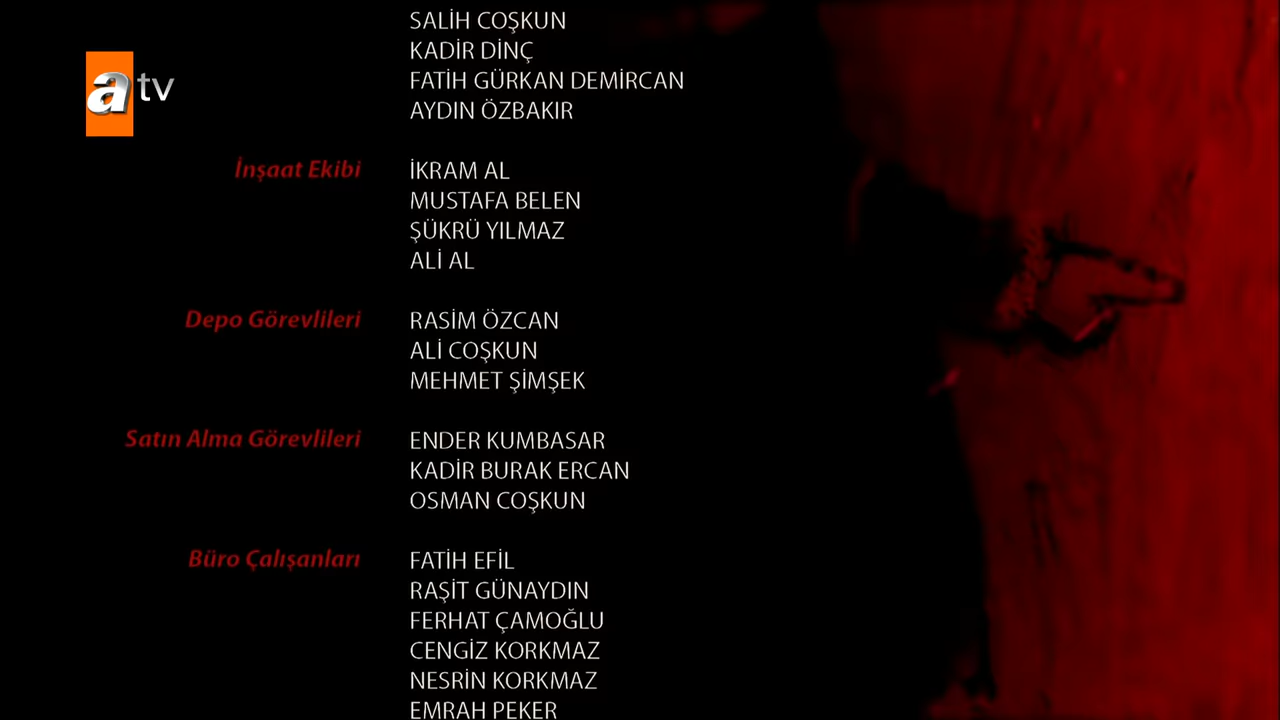 atv
SALİH COŞKUN
KADİR DİNÇ
FATİH GÜRKAN DEMİRCAN
AYDIN ÖZBAKIR
İnşaat Ekibi İKRAM AL
MUSTAFA BELEN
ŞÜKRÜ YILMAZ
ALİ AL
Depo Görevlileri RASİM ÖZCAN
ALİ COŞKUN
MEHMET ŞİMŞEK
Satın Alma Görevlileri ENDER KUMBASAR
KADİR BURAK ERCAN
OSMAN COŞKUN
Büro Çalışanları FATİH EFİL
RAŞİT GÜNAYDIN
FERHAT ÇAMOĞLU
CENGİZ KORKMAZ
NESRİN KORKMAZ
EMRAH PEKER